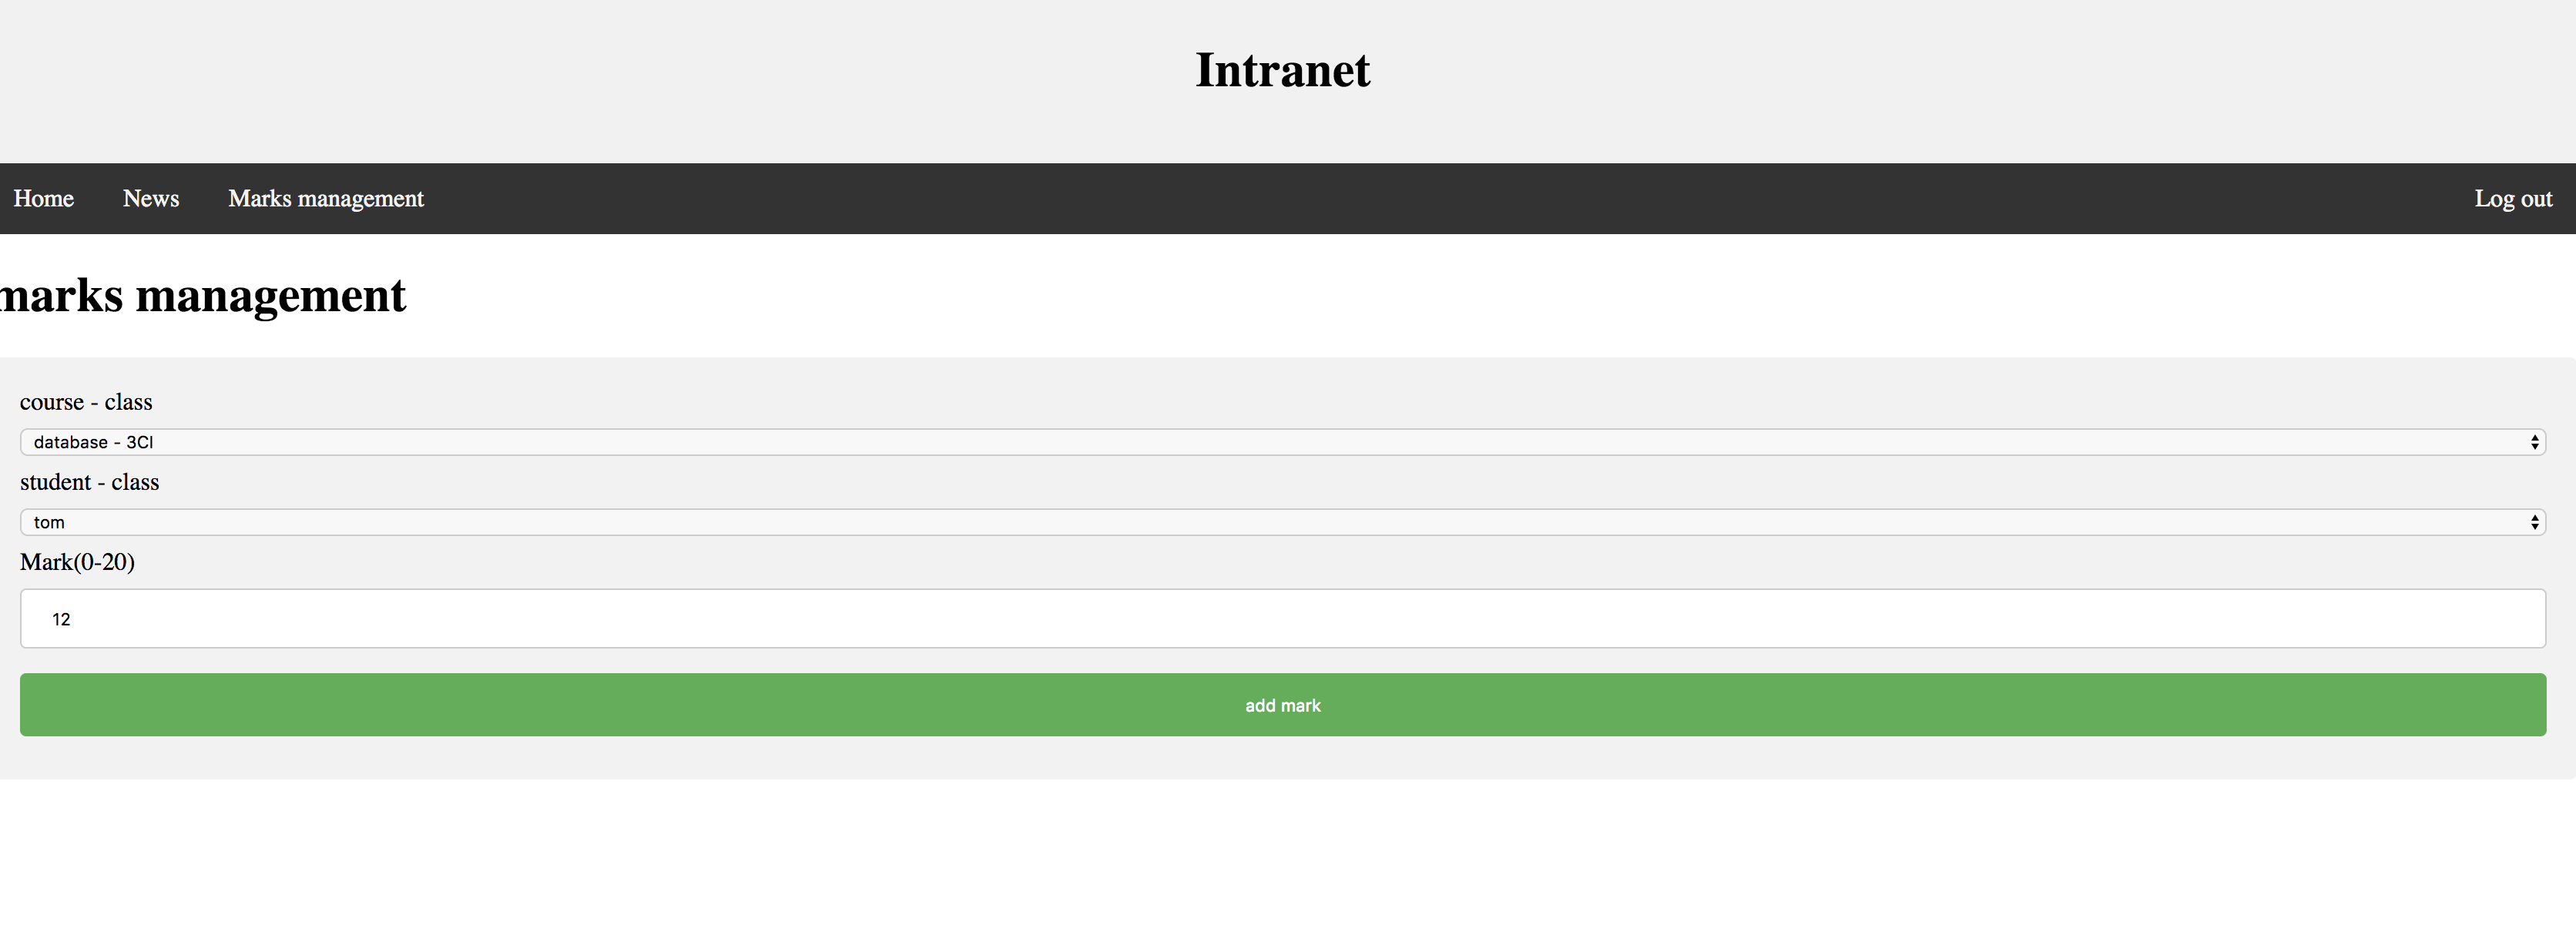 Intranet
Home News Marks management Log out
marks management
course - class
database - 3CI
student - class
tom
Mark(0-20)
12
add mark